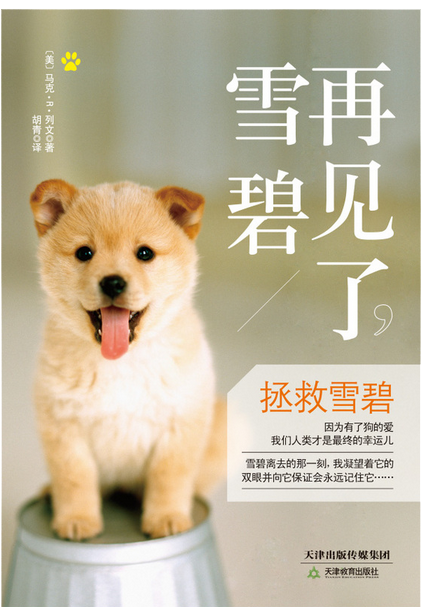 再见了，
雪碧
〔美〕马克·R·列文◎著
胡青◎译
拯救雪碧
因为有了狗的爱
我们人类才是最终的幸运儿
雪碧离去的那一刻，我凝望着它的
双眼并向它保证会永远记住它……
天津出版传媒集团
天津教育出版社